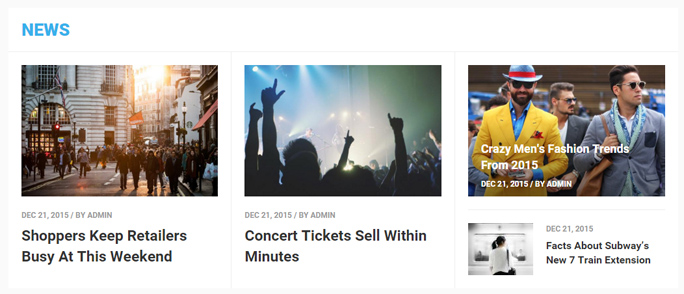 NEWS
DEC 21, 2015 / BY ADMIN
Shoppers Keep Retailers
Busy At This Weekend
DEC 21, 2015 / BY ADMIN
Concert Tickets Sell Within
Minutes
Crazy Men's Fashion Trends
From 2015
DEC 21, 2015 / BY ADMIN
DEC 21, 2015
Facts About Subway's
New 7 Train Extension